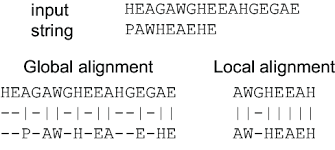 input HEAGAWGHEEAHGEGAE
string PAWHEAEHE
Global alignment Local alignment
HEAGAWGHEEAHGEGAE AWGHEEAH
--|-||-|-||--|-|| ||-|||||
--P-AW-H-EA--E-HE AW-HEAEH